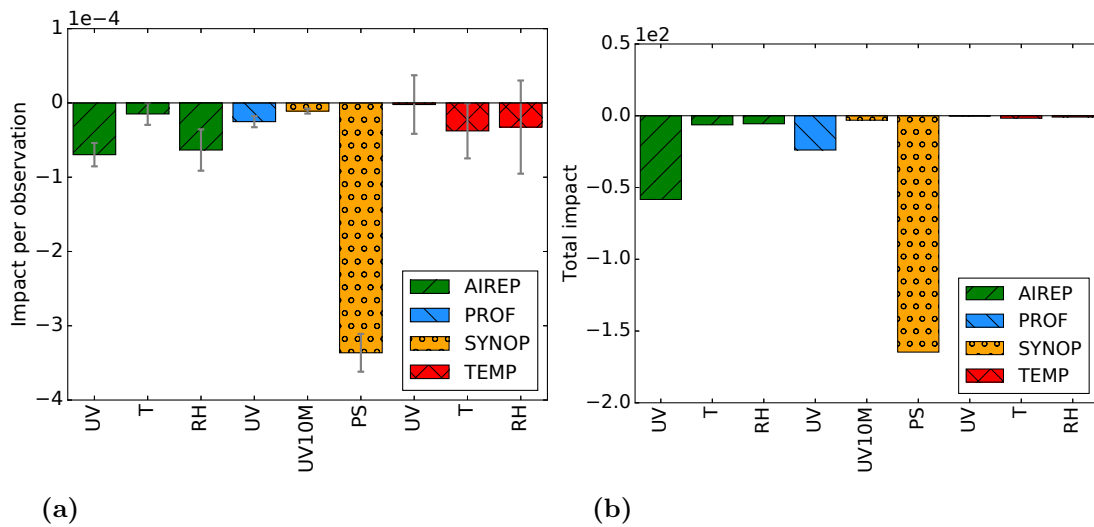 1e−4
1
0
−1
−2
−3
−4
Impact per observation
UV
T
RH
UV
UV10M
PS
UV
T
RH
AIREP
PROF
SYNOP
TEMP
(a)
1e2
0.5
0.0
−0.5
−1.0
−1.5
−2.0
Total impact
UV
T
RH
UV
UV10M
PS
UV
T
RH
AIREP
PROF
SYNOP
TEMP
(b)